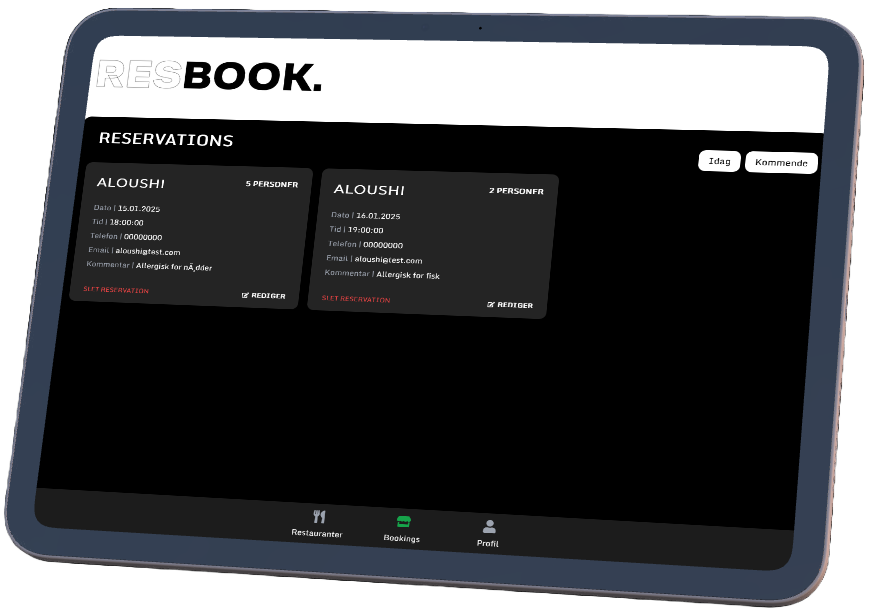 RESBOOK.
RESERVATIONS
Idag Kommende
ALOUSHI 5 PERSONER
Dato | 15.01.2025
Tid | 18:00:00
Telefon | 00000000
Email | aloushi@test.com
Kommentar | Allergisk for nÃ¸dder
SLET RESERVATION REDIGER
ALOUSHI 2 PERSONER
Dato | 16.01.2025
Tid | 19:00:00
Telefon | 00000000
Email | aloushi@test.com
Kommentar | Allergisk for fisk
SLET RESERVATION REDIGER
Restauranter Bookings Profil